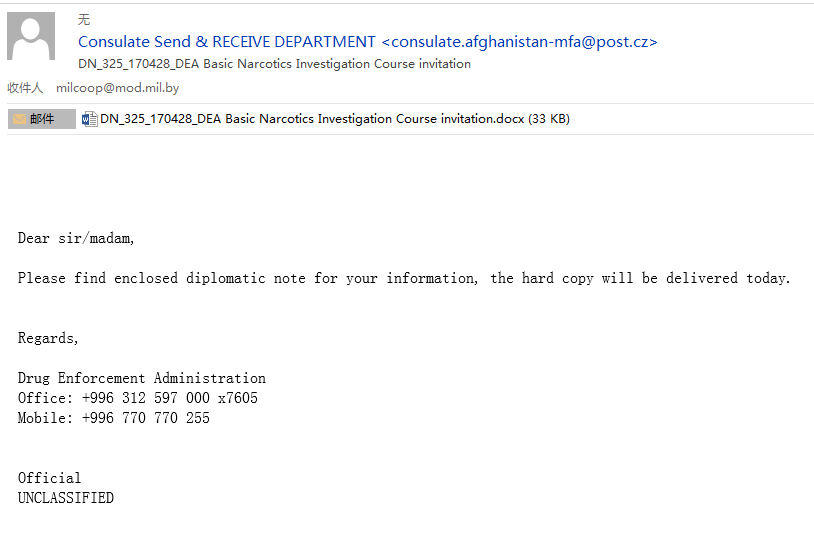 无
Consulate Send & RECEIVE DEPARTMENT <consulate.afghanistan-mfa@post.cz>
DN_325_170428_DEA Basic Narcotics Investigation Course invitation
收件人 milcoop@mod.mil.by
邮件 DN_325_170428_DEA Basic Narcotics Investigation Course invitation.docx (33 KB)
Dear sir/madam,
Please find enclosed diplomatic note for your information, the hard copy will be delivered today.
Regards,
Drug Enforcement Administration
Office: +996 312 597 000 x7605
Mobile: +996 770 770 255
Official
UNCLASSIFIED